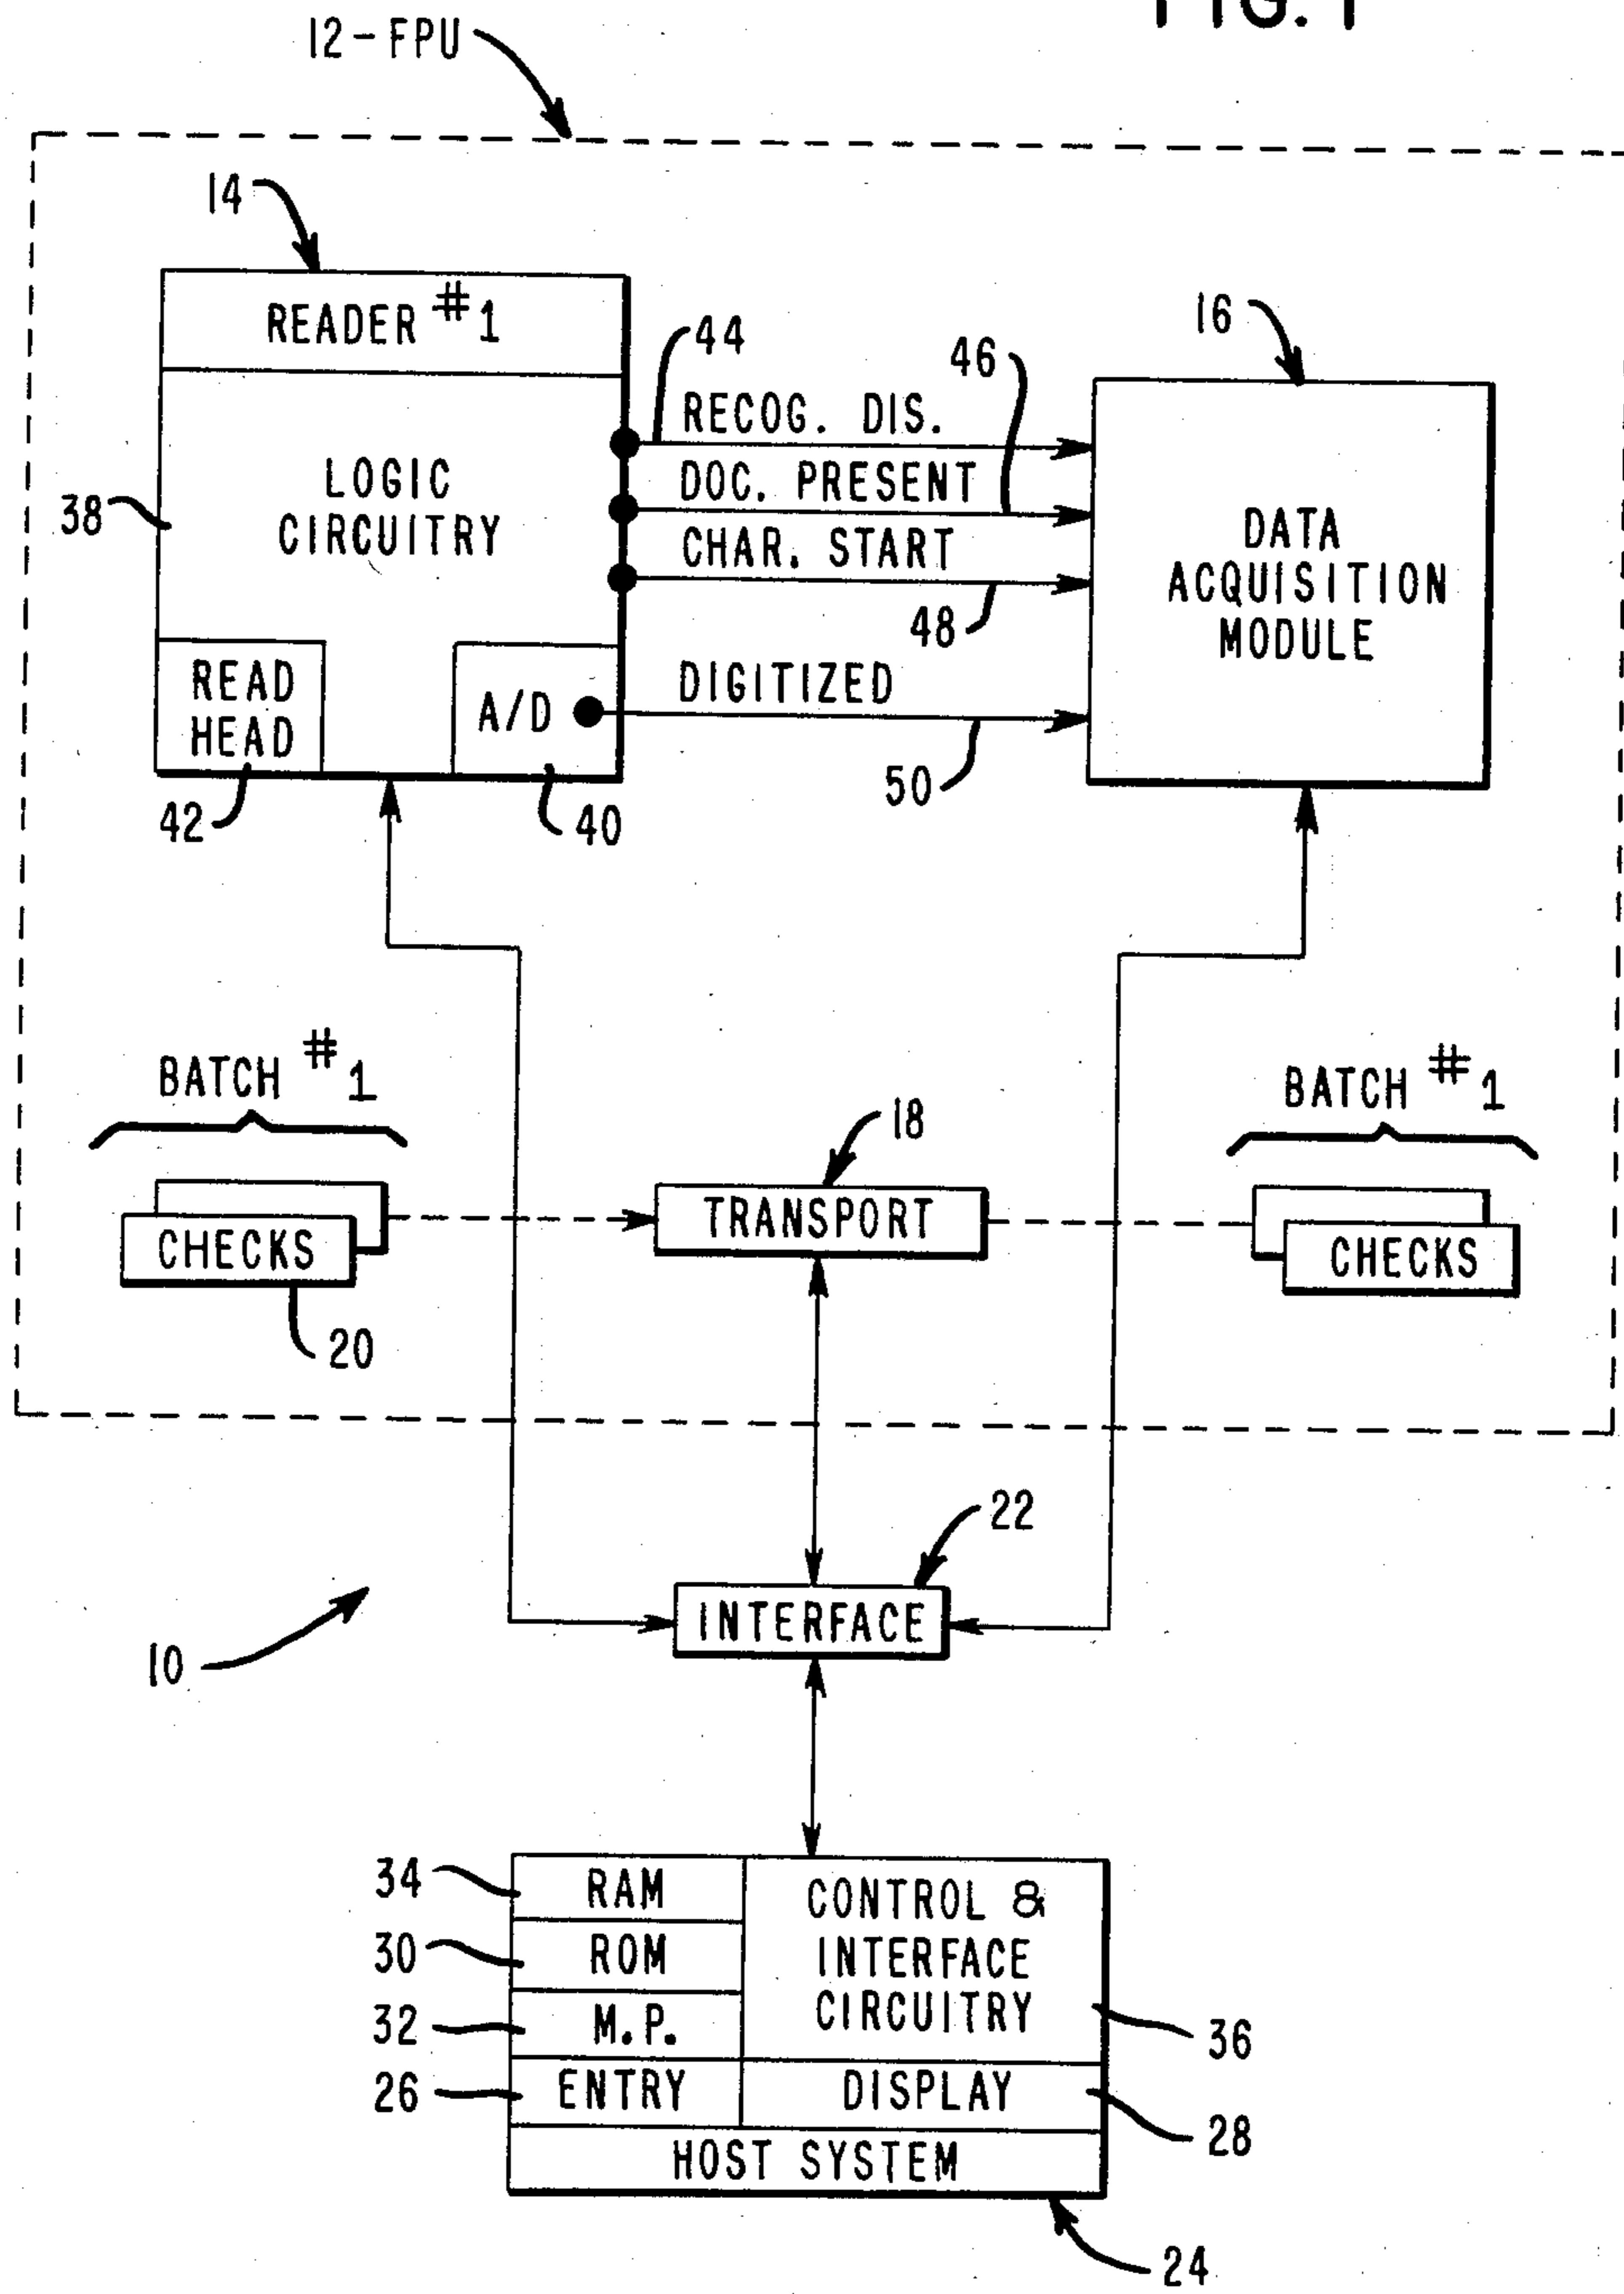 FIG. 1
12-FPU
14
READER #1
16
44
46
RECOG. DIS.
DOC. PRESENT
CHAR. START
LOGIC
CIRCUITRY
38
48
DATA
ACQUISITION
MODULE
READ
HEAD
A/D
DIGITIZED
42
40
50
BATCH #1
BATCH #1
18
CHECKS
TRANSPORT
CHECKS
20
22
INTERFACE
10
34
RAM
CONTROL &
INTERFACE
CIRCUITRY
30
ROM
32
M.P.
36
26
ENTRY
DISPLAY
28
HOST SYSTEM
24